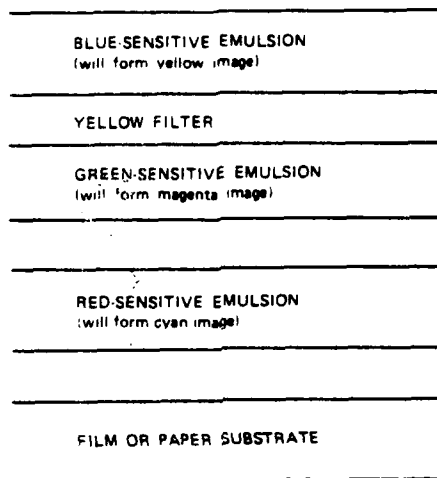 BLUE-SENSITIVE EMULSION
(will form yellow image)
YELLOW FILTER
GREEN-SENSITIVE EMULSION
(will form magenta image)
RED-SENSITIVE EMULSION
(will form cyan image)
FILM OR PAPER SUBSTRATE